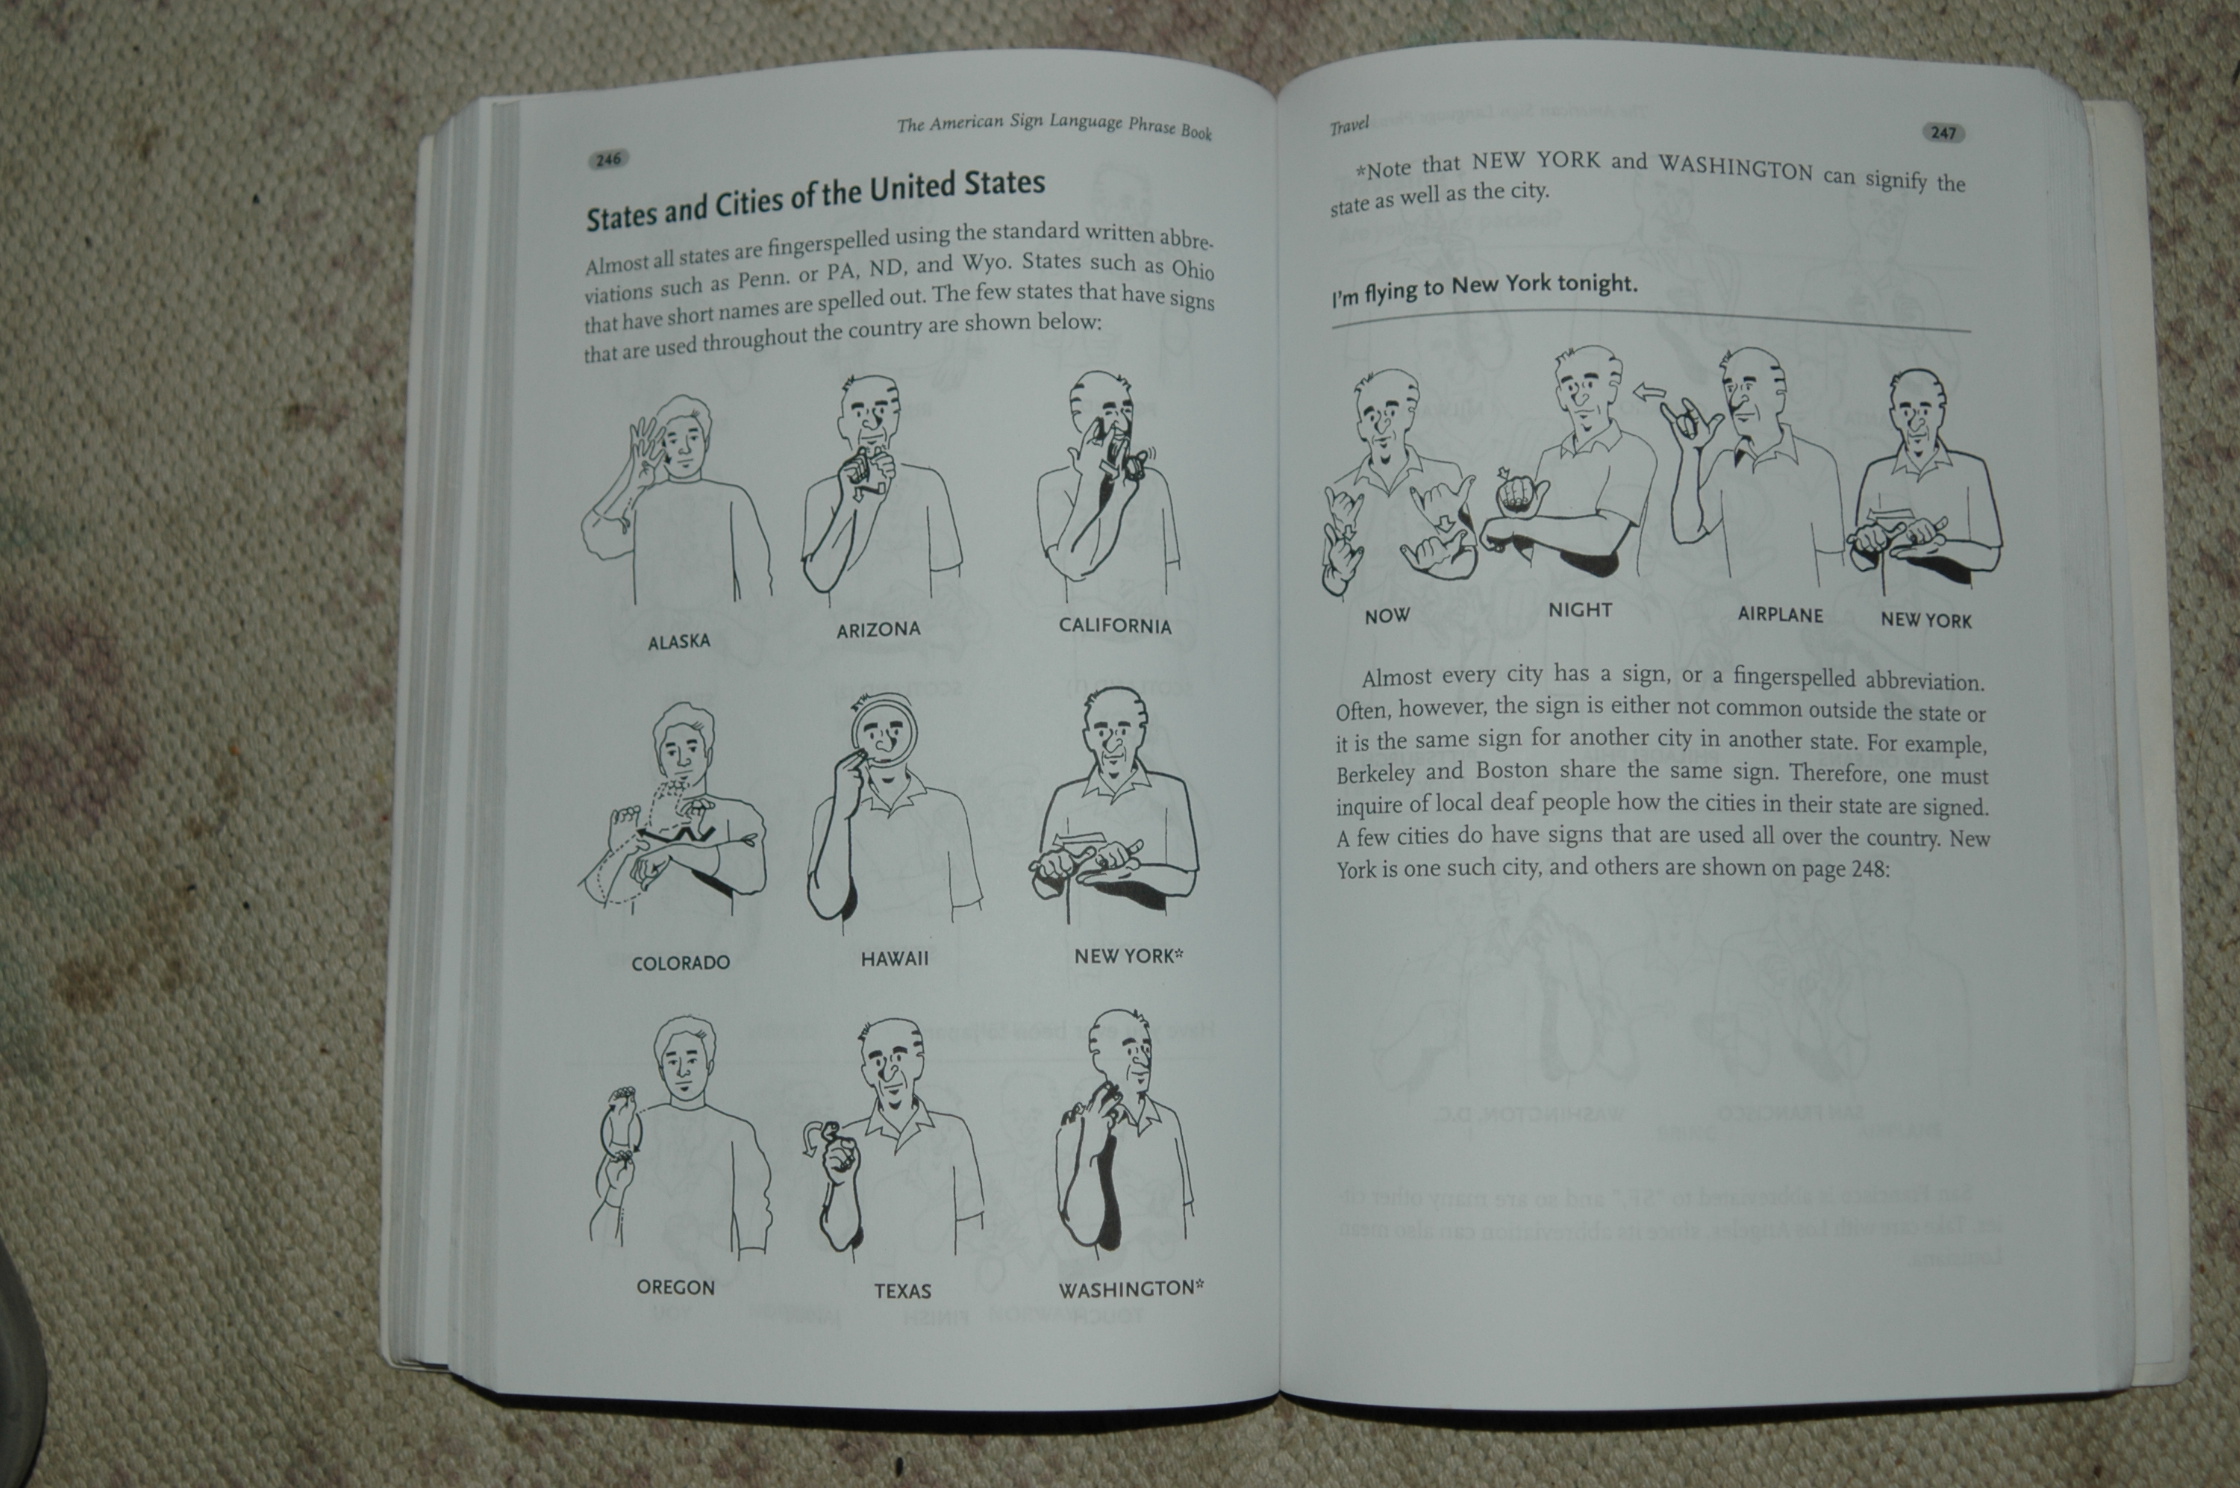 246
The American Sign Language Phrase Book
States and Cities of the United States
Almost all states are fingerspelled using the standard written abbre-
viations such as Penn. or PA, ND, and Wyo. States such as Ohio
that have short names are spelled out. The few states that have signs
that are used throughout the country are shown below:
ALASKA
ARIZONA
CALIFORNIA
COLORADO
HAWAII
NEW YORK*
OREGON
TEXAS
WASHINGTON*
Travel
247
*Note that NEW YORK and WASHINGTON can signify the
state as well as the city.
I'm flying to New York tonight.
NOW
NIGHT
AIRPLANE
NEW YORK
Almost every city has a sign, or a fingerspelled abbreviation.
Often, however, the sign is either not common outside the state or
it is the same sign for another city in another state. For example,
Berkeley and Boston share the same sign. Therefore, one must
inquire of local deaf people how the cities in their state are signed.
A few cities do have signs that are used all over the country. New
York is one such city, and others are shown on page 248: